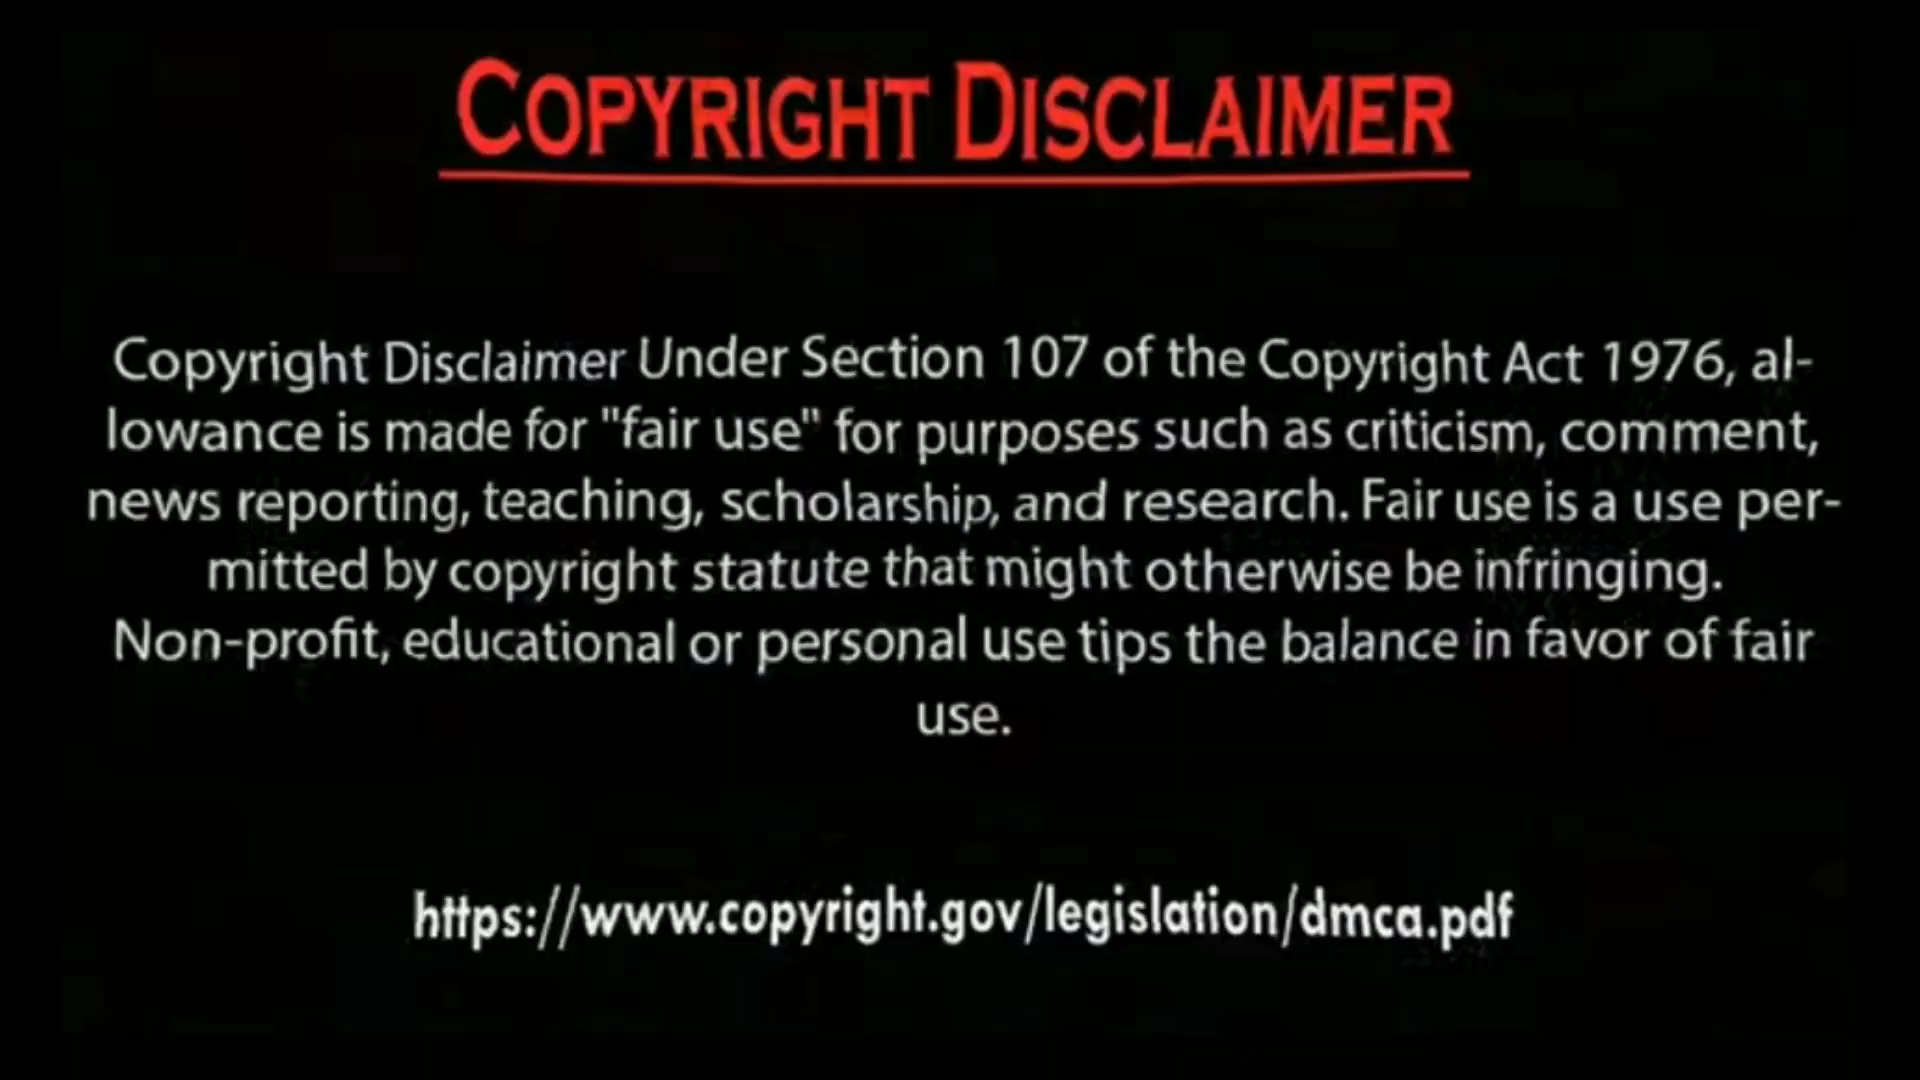 COPYRIGHT DISCLAIMER
Copyright Disclaimer Under Section 107 of the Copyright Act 1976, al-
lowance is made for "fair use" for purposes such as criticism, comment,
news reporting, teaching, scholarship, and research. Fair use is a use per-
mitted by copyright statute that might otherwise be infringing.
Non-profit, educational or personal use tips the balance in favor of fair
use.
https://www.copyright.gov/legislation/dmca.pdf